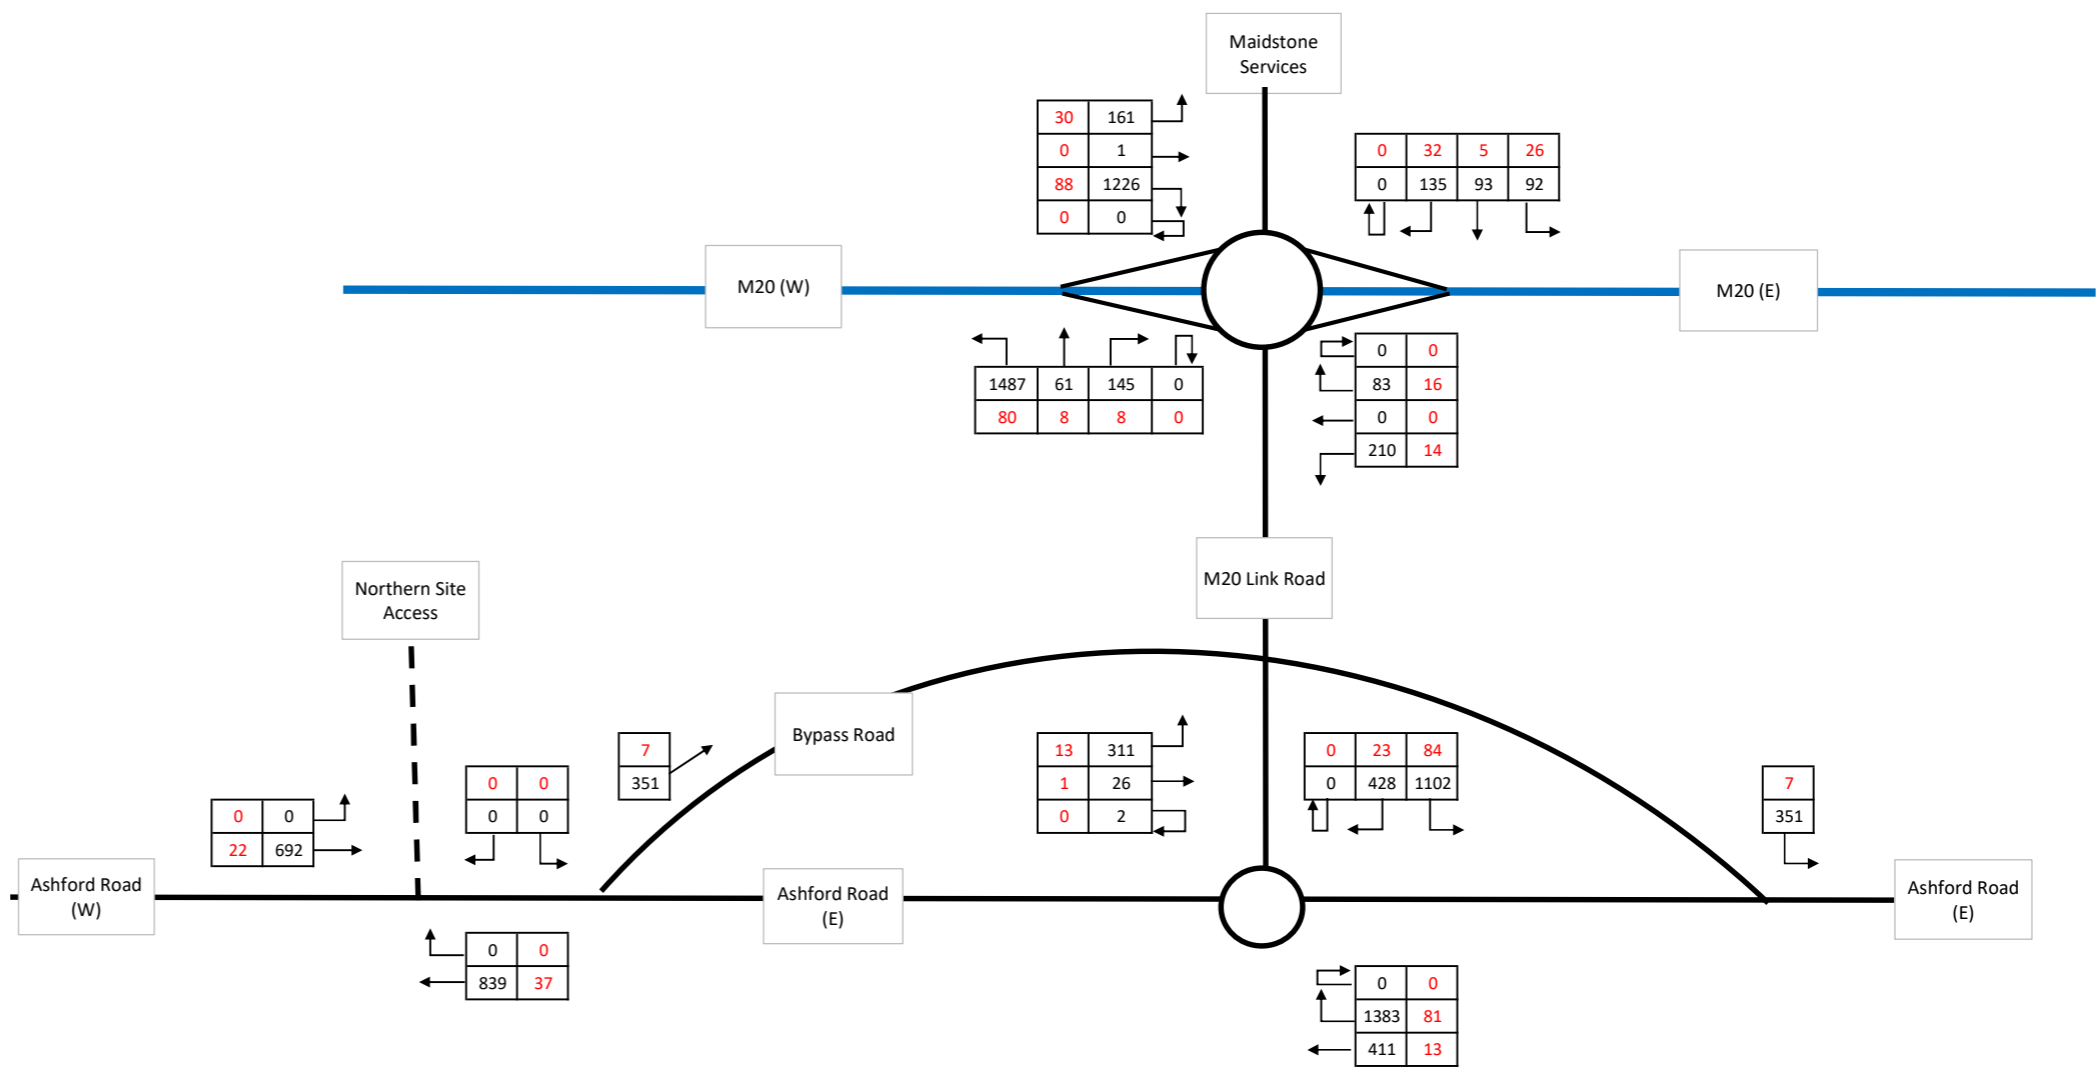 Maidstone
Services
30 161
0 1
88 1226
0 0
0 32 5 26
0 135 93 92
M20 (W)
M20 (E)
1487 61 145 0
80 8 8 0
0 0
83 16
0 0
210 14
M20 Link Road
Northern Site
Access
Bypass Road
7
351
0 0
0 0
0 0
22 692
13 311
1 26
0 2
0 23 84
0 428 1102
7
351
Ashford Road
(W)
Ashford Road
(E)
Ashford Road
(E)
0 0
839 37
0 0
1383 81
411 13